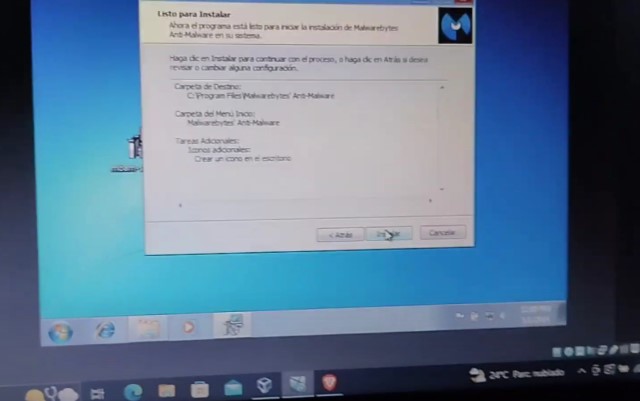 Listo para Instalar
Ahora el programa está listo para iniciar la instalación de Malwarebytes
Anti-Malware en su sistema.
Haga clic en Instalar para continuar con el proceso, o haga clic en Atrás si desea
revisar o cambiar alguna configuración.
Carpeta de Destino:
C:\Program Files\Malwarebytes' Anti-Malware
Carpeta del Menú Inicio:
Malwarebytes' Anti-Malware
Tareas Adicionales:
Iconos adicionales:
Crear un icono en el escritorio
< Atrás
Instalar
Cancelar
24°C Parc. nublado